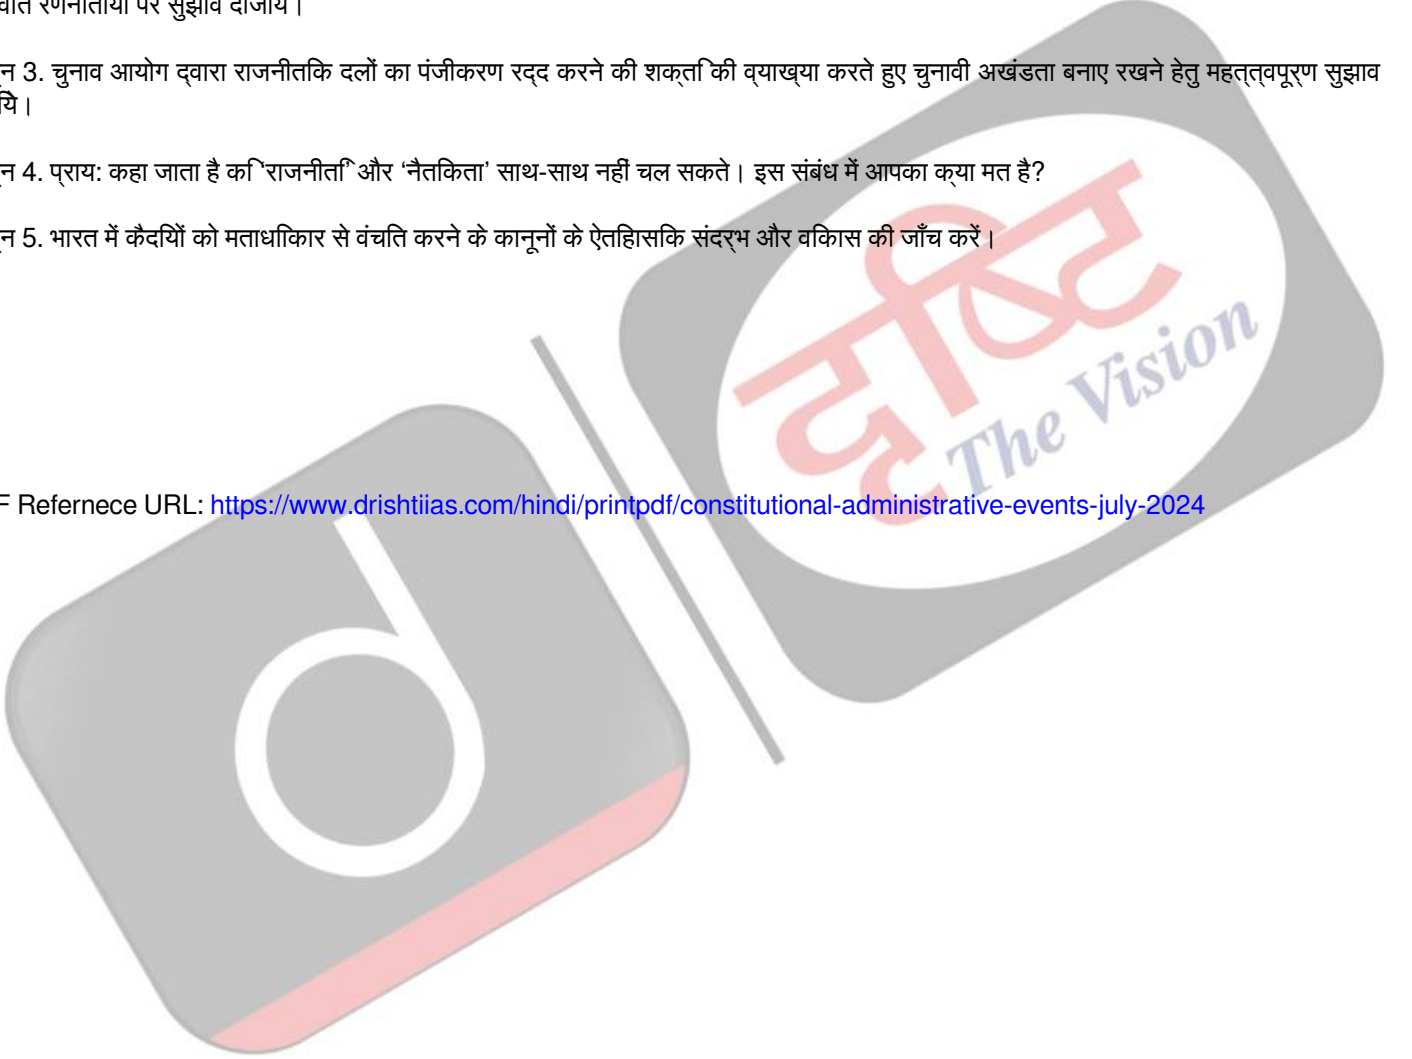 रणनीतियों पर सुझाव दीजिये।
न 3. चुनाव आयोग द्वारा राजनीतिक दलों का पंजीकरण रद्द करने की शक्ति की व्याख्या करते हुए चुनावी अखंडता बनाए रखने हेतु महत्त्वपूर्ण सुझाव
न 4. प्राय: कहा जाता है कि ‘राजनीति’ और ‘नैतिकता’ साथ-साथ नहीं चल सकते। इस संबंध में आपका क्या मत है?
न 5. भारत में कैदियों को मताधिकार से वंचित करने के कानूनों के ऐतिहासिक संदर्भ और विकास की जाँच करें।
दृष्टि
The Vision
F Refernece URL: https://www.drishtiias.com/hindi/printpdf/constitutional-administrative-events-july-2024
d